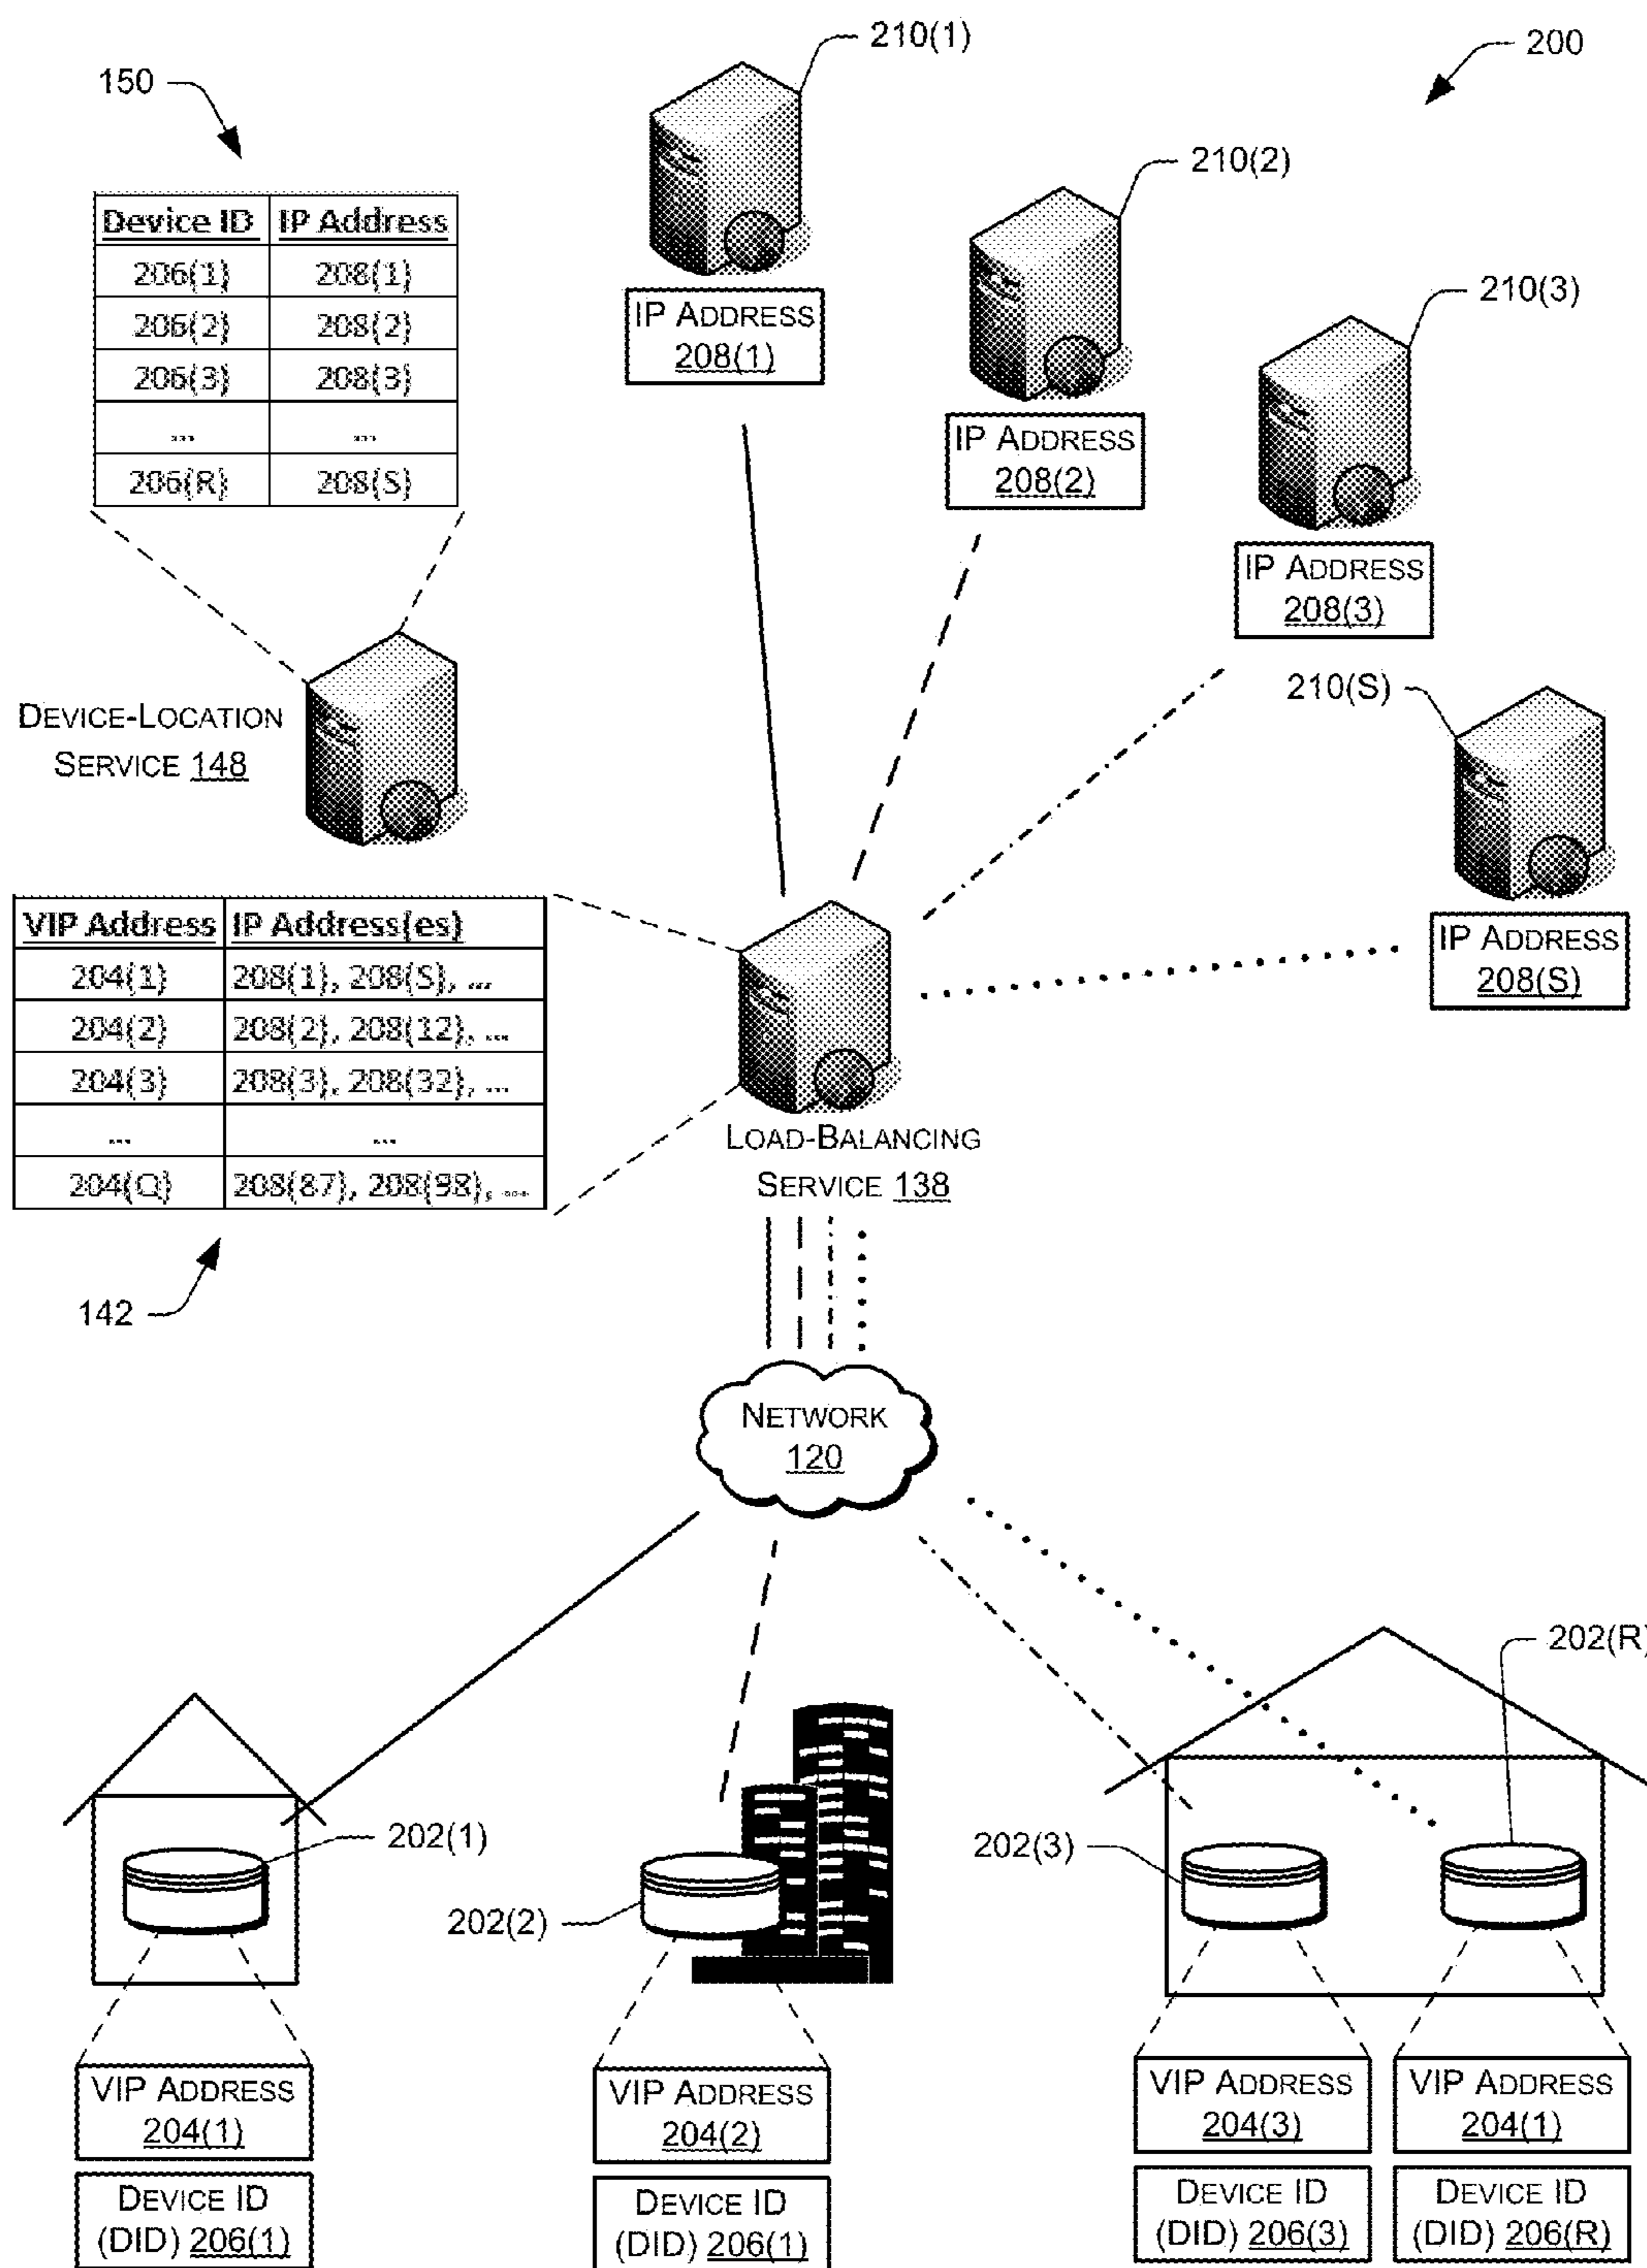 210(1)
200
150
210(2)
Device ID IP Address
206(1) 208(1)
206(2) 208(2)
206(3) 208(3)
... ...
206(R) 208(S)
210(3)
IP ADDRESS
208(1)
IP ADDRESS
208(2)
IP ADDRESS
208(3)
210(S)
DEVICE-LOCATION
SERVICE 148
IP ADDRESS
208(S)
VIP Address IP Address(es)
204(1) 208(1), 208(S), ...
204(2) 208(2), 208(12), ...
204(3) 208(3), 208(32), ...
... ...
204(Q) 208(87), 208(98), ...
LOAD-BALANCING
SERVICE 138
142
NETWORK
120
202(R)
202(1)
202(2)
202(3)
VIP ADDRESS
204(1)
DEVICE ID
(DID) 206(1)
VIP ADDRESS
204(2)
DEVICE ID
(DID) 206(1)
VIP ADDRESS
204(3)
DEVICE ID
(DID) 206(3)
VIP ADDRESS
204(1)
DEVICE ID
(DID) 206(R)